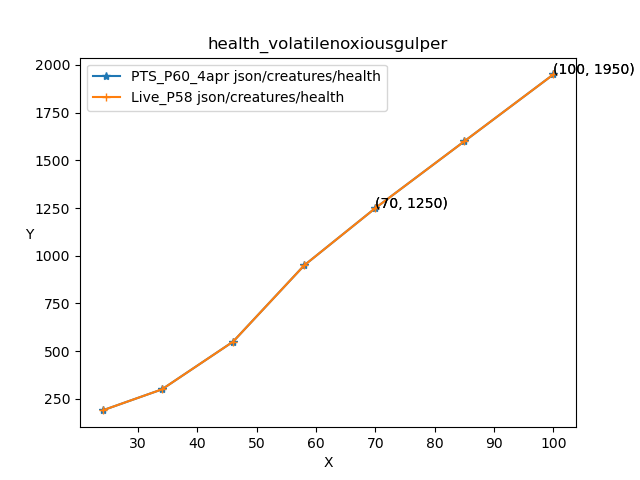 health_volatilenoxiousgulper
PTS_P60_4apr json/creatures/health
Live_P58 json/creatures/health
(100, 1950)
(70, 1250)
2000
1750
1500
1250
1000
750
500
250
Y
30 40 50 60 70 80 90 100
X